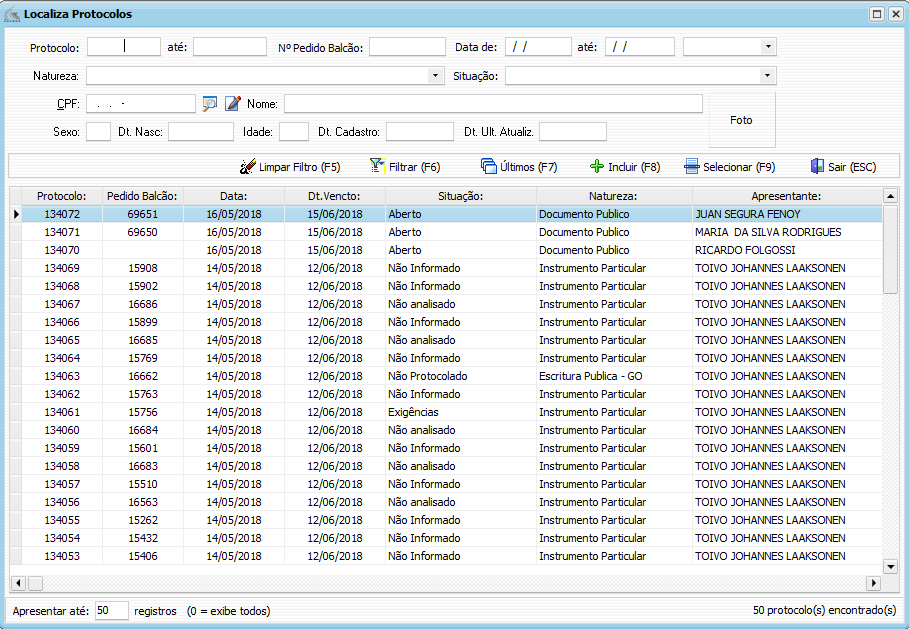 Localiza Protocolos
Protocolo: até: Nº Pedido Balcão: Data de: / / até: / /
Natureza: Situação:
CPF: . . - Nome:
Foto
Sexo: Dt. Nasc: Idade: Dt. Cadastro: Dt. Ult. Atualiz.
Limpar Filtro (F5) Filtrar (F6) Últimos (F7) Incluir (F8) Selecionar (F9) Sair (ESC)
Protocolo: Pedido Balcão: Data: Dt.Vencto: Situação: Natureza: Apresentante:
134072 69651 16/05/2018 15/06/2018 Aberto Documento Publico JUAN SEGURA FENOY
134071 69650 16/05/2018 15/06/2018 Aberto Documento Publico MARIA DA SILVA RODRIGUES
134070 16/05/2018 15/06/2018 Aberto Documento Publico RICARDO FOLGOSSI
134069 15908 14/05/2018 12/06/2018 Não Informado Instrumento Particular TOIVO JOHANNES LAAKSONEN
134068 15902 14/05/2018 12/06/2018 Não Informado Instrumento Particular TOIVO JOHANNES LAAKSONEN
134067 16686 14/05/2018 12/06/2018 Não analisado Instrumento Particular TOIVO JOHANNES LAAKSONEN
134066 15899 14/05/2018 12/06/2018 Não Informado Instrumento Particular TOIVO JOHANNES LAAKSONEN
134065 16685 14/05/2018 12/06/2018 Não analisado Instrumento Particular TOIVO JOHANNES LAAKSONEN
134064 15769 14/05/2018 12/06/2018 Não Informado Instrumento Particular TOIVO JOHANNES LAAKSONEN
134063 16662 14/05/2018 12/06/2018 Não Protocolado Escritura Publica - GO TOIVO JOHANNES LAAKSONEN
134062 15763 14/05/2018 12/06/2018 Não Informado Instrumento Particular TOIVO JOHANNES LAAKSONEN
134061 15756 14/05/2018 12/06/2018 Exigências Instrumento Particular TOIVO JOHANNES LAAKSONEN
134060 16684 14/05/2018 12/06/2018 Não analisado Instrumento Particular TOIVO JOHANNES LAAKSONEN
134059 15601 14/05/2018 12/06/2018 Não Informado Instrumento Particular TOIVO JOHANNES LAAKSONEN
134058 16683 14/05/2018 12/06/2018 Não analisado Instrumento Particular TOIVO JOHANNES LAAKSONEN
134057 15510 14/05/2018 12/06/2018 Não Informado Instrumento Particular TOIVO JOHANNES LAAKSONEN
134056 16563 14/05/2018 12/06/2018 Não analisado Instrumento Particular TOIVO JOHANNES LAAKSONEN
134055 15262 14/05/2018 12/06/2018 Não Informado Instrumento Particular TOIVO JOHANNES LAAKSONEN
134054 15432 14/05/2018 12/06/2018 Não Informado Instrumento Particular TOIVO JOHANNES LAAKSONEN
134053 15406 14/05/2018 12/06/2018 Não Informado Instrumento Particular TOIVO JOHANNES LAAKSONEN
Apresentar até: 50 registros (0 = exibe todos) 50 protocolo(s) encontrado(s)